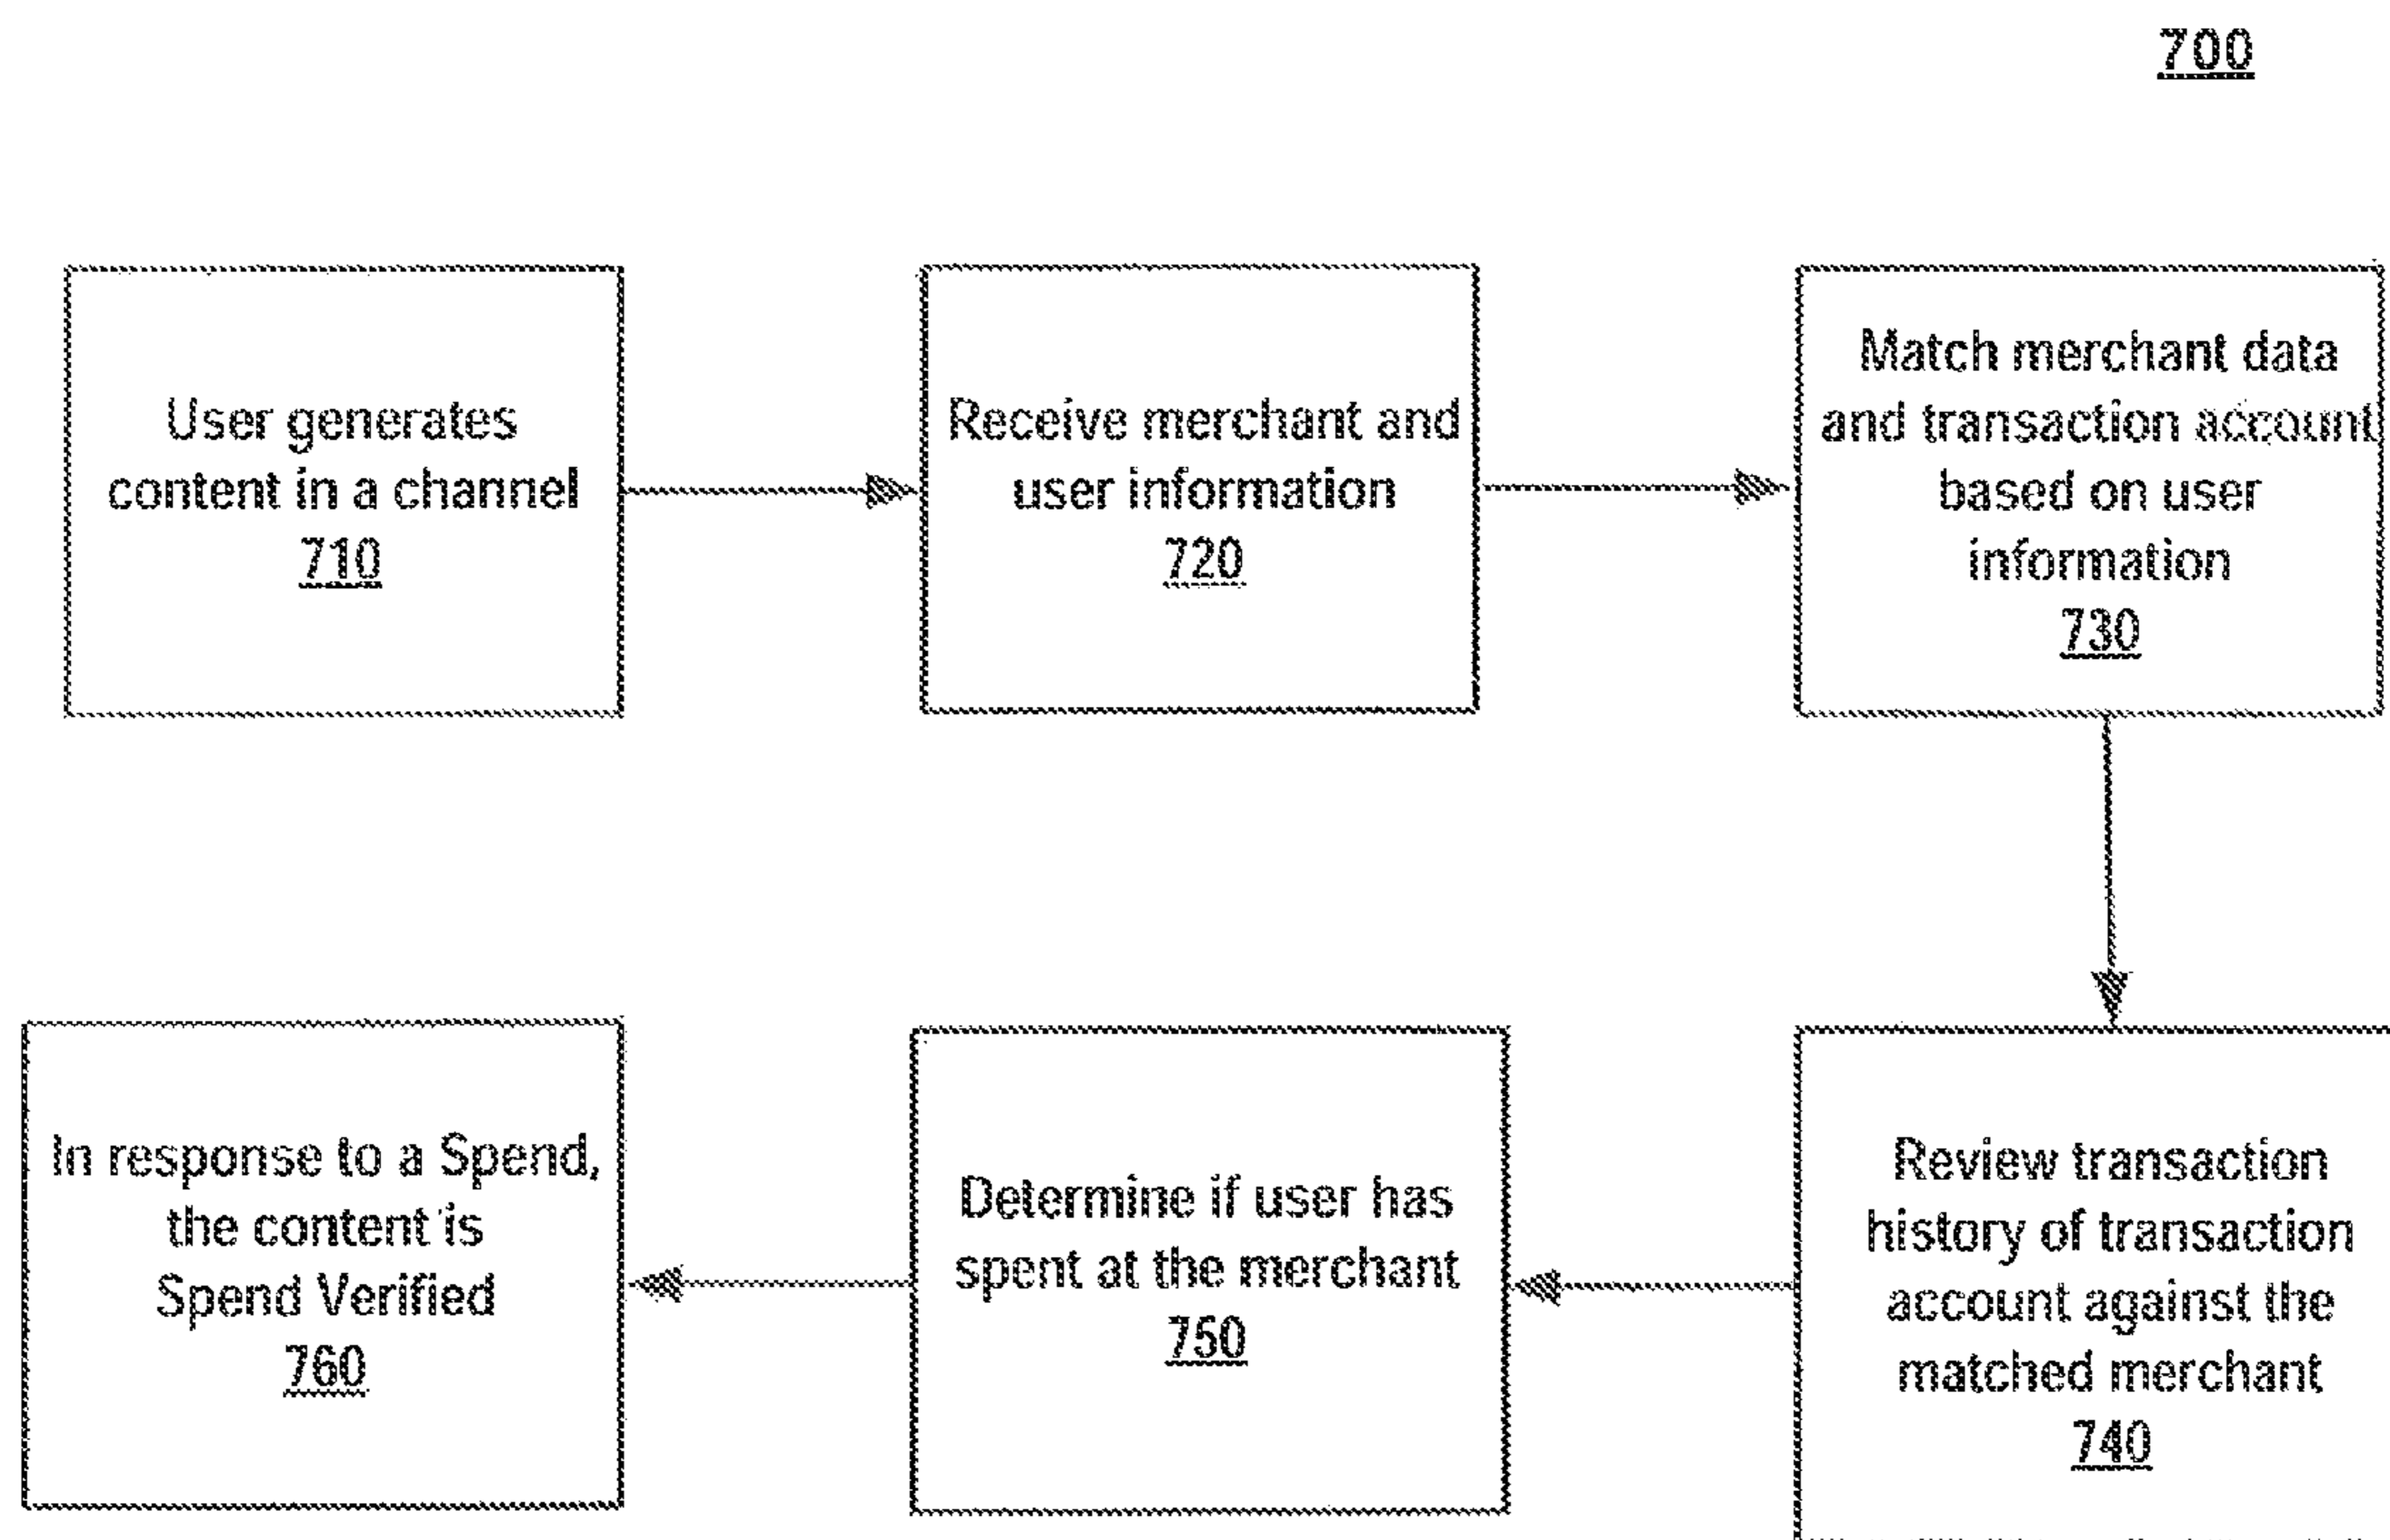 700
User generates
content in a channel
710
Receive merchant and
user information
720
Match merchant data
and transaction account
based on user
information
730
Review transaction
history of transaction
account against the
matched merchant
740
Determine if user has
spent at the merchant
750
In response to a Spend,
the content is
Spend Verified
760